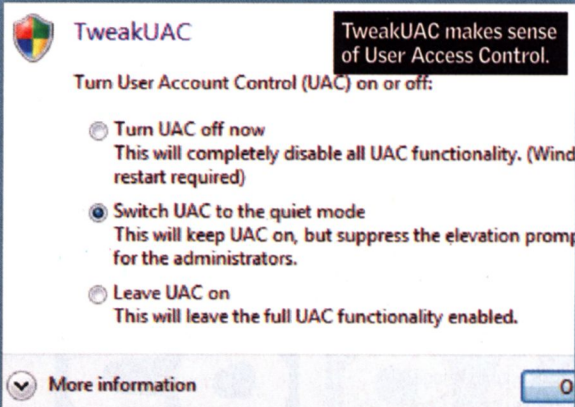 TweakUAC
TweakUAC makes sense
of User Access Control.
Turn User Account Control (UAC) on or off:
Turn UAC off now
This will completely disable all UAC functionality. (Wind
restart required)
Switch UAC to the quiet mode
This will keep UAC on, but suppress the elevation promp
for the administrators.
Leave UAC on
This will leave the full UAC functionality enabled.
More information
O